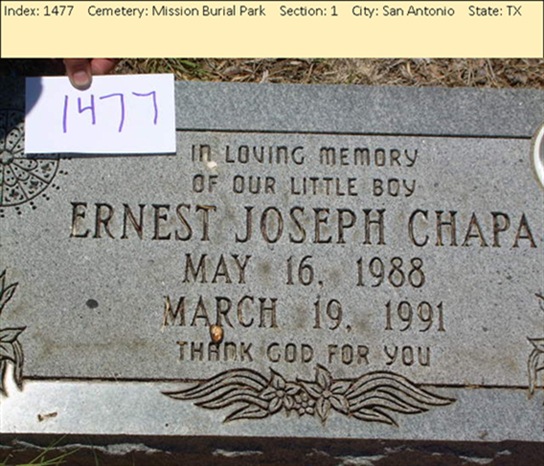 Index: 1477 Cemetery: Mission Burial Park Section: 1 City: San Antonio State: TX
1477
IN LOVING MEMORY
OF OUR LITTLE BOY
ERNEST JOSEPH CHAPA
MAY 16, 1988
MARCH 19, 1991
THANK GOD FOR YOU